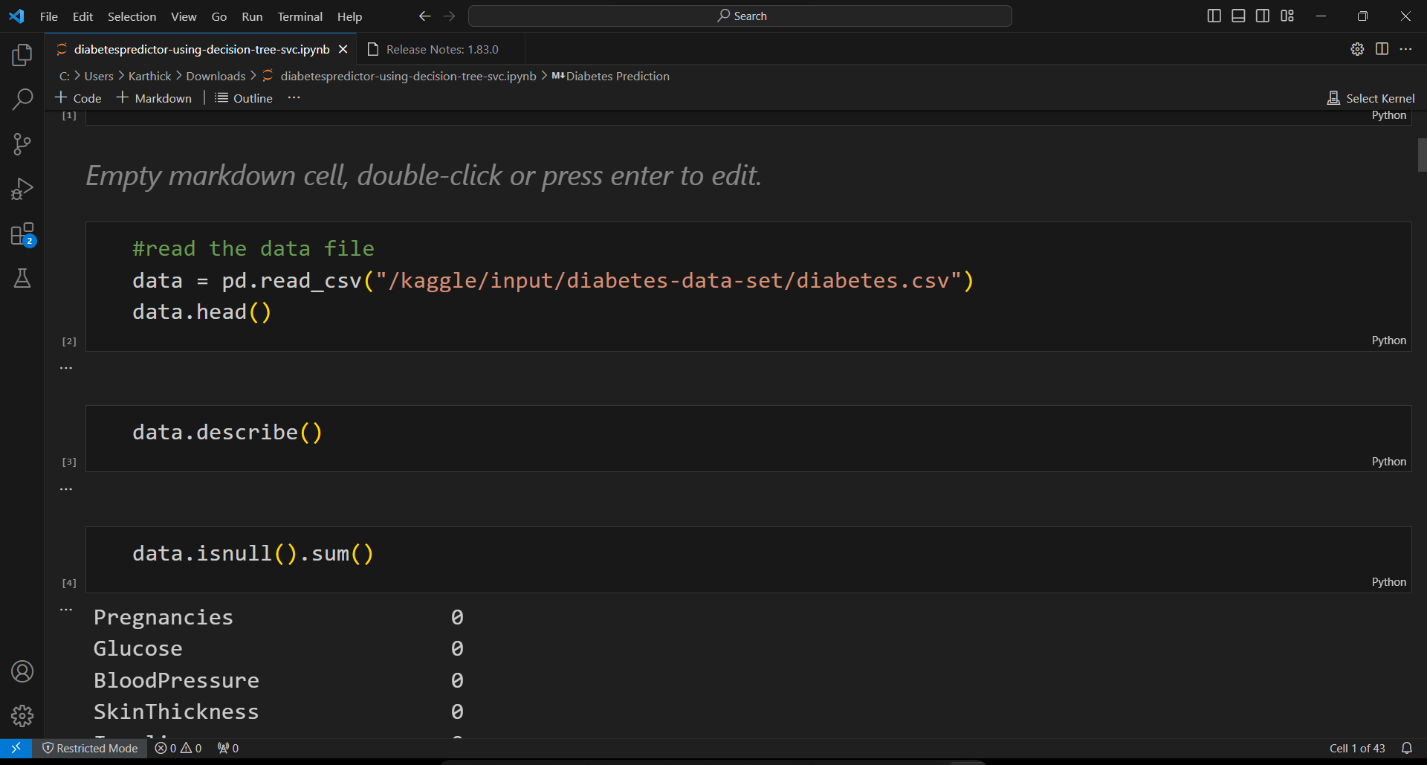 File Edit Selection View Go Run Terminal Help Search
diabetespredictor-using-decision-tree-svc.ipynb Release Notes: 1.83.0
C: > Users > Karthick > Downloads > diabetespredictor-using-decision-tree-svc.ipynb > M↓Diabetes Prediction
+ Code + Markdown | Outline ... Select Kernel
[1] Python
Empty markdown cell, double-click or press enter to edit.
#read the data file
data = pd.read_csv("/kaggle/input/diabetes-data-set/diabetes.csv")
data.head()
[2] Python
...
data.describe()
[3] Python
...
data.isnull().sum()
[4] Python
...
Pregnancies 0
Glucose 0
BloodPressure 0
SkinThickness 0
2
Restricted Mode 0 0 0 Cell 1 of 43